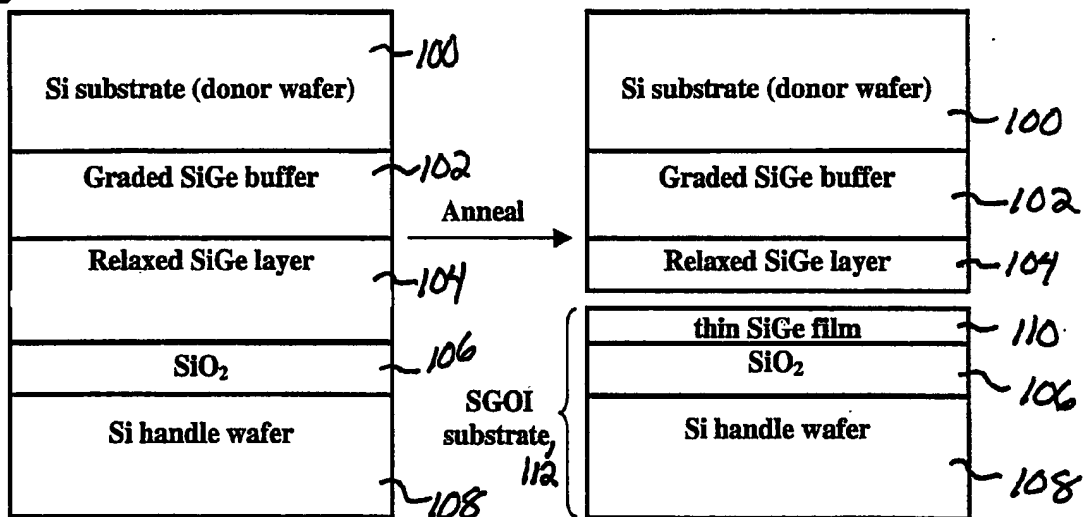 Si substrate (donor wafer)
100
Graded SiGe buffer
102
Relaxed SiGe layer
104
SiO₂
106
Si handle wafer
108
Anneal
Si substrate (donor wafer)
100
Graded SiGe buffer
102
Relaxed SiGe layer
104
thin SiGe film
110
SiO₂
106
Si handle wafer
108
SGOI
substrate,
112